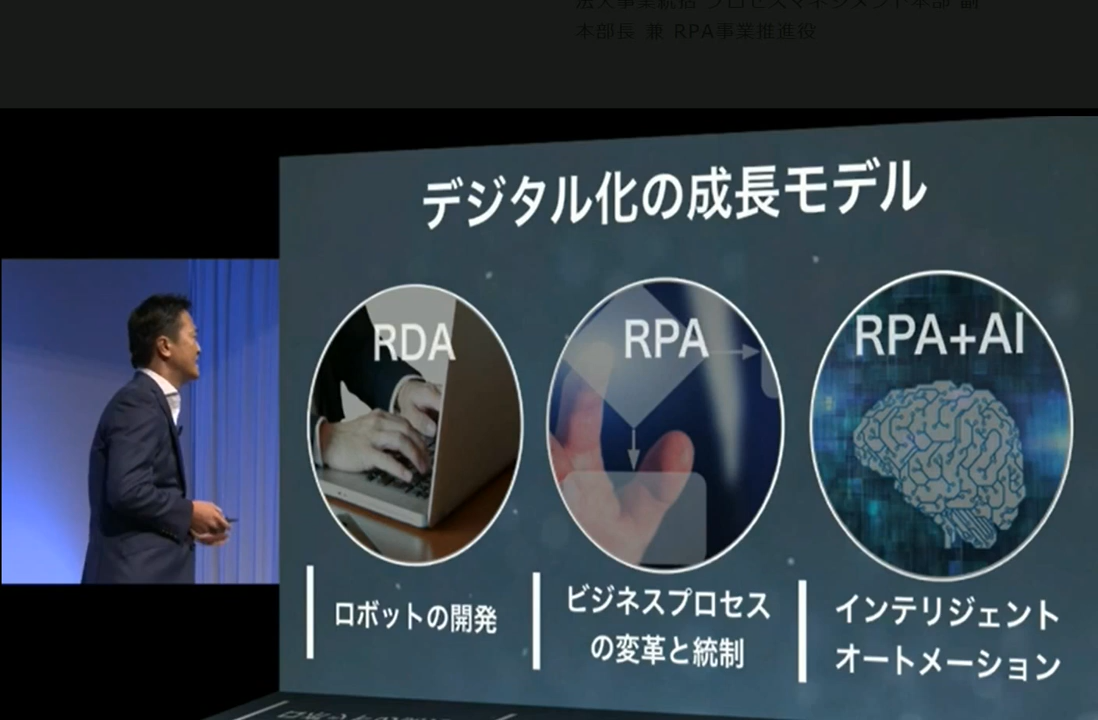 本部長 兼 RPA事業推進役
デジタル化の成長モデル
RDA
RPA
RPA+AI
ロボットの開発
ビジネスプロセス
の変革と統制
インテリジェント
オートメーション